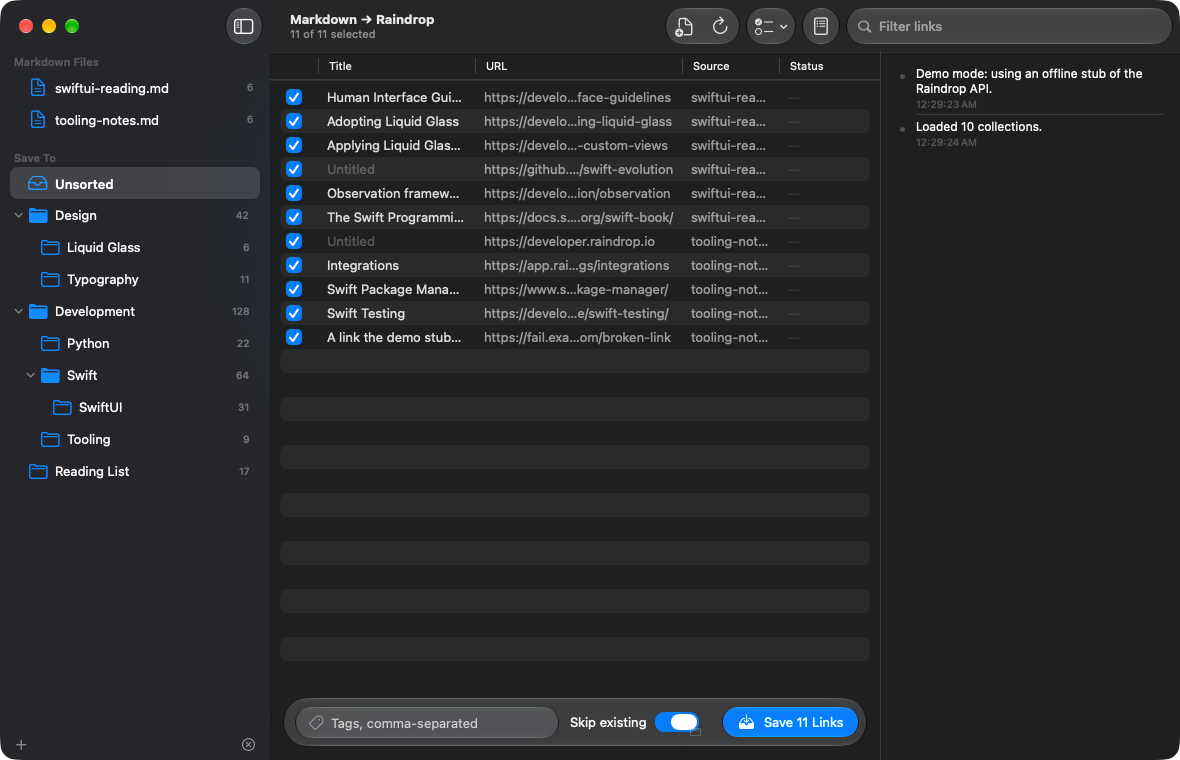 Markdown → Raindrop
11 of 11 selected
Filter links
Markdown Files
swiftui-reading.md 6
tooling-notes.md 6
Save To
Unsorted
Design 42
Liquid Glass 6
Typography 11
Development 128
Python 22
Swift 64
SwiftUI 31
Tooling 9
Reading List 17
Title URL Source Status
Human Interface Gui... https://develo...face-guidelines swiftui-rea... —
Adopting Liquid Glass https://develo...ing-liquid-glass swiftui-rea... —
Applying Liquid Glas... https://develo...-custom-views swiftui-rea... —
Untitled https://github..../swift-evolution swiftui-rea... —
Observation framew... https://develo...ion/observation swiftui-rea... —
The Swift Programmi... https://docs.s....org/swift-book/ swiftui-rea... —
Untitled https://developer.raindrop.io tooling-not... —
Integrations https://app.rai...gs/integrations tooling-not... —
Swift Package Mana... https://www.s...kage-manager/ tooling-not... —
Swift Testing https://develo...e/swift-testing/ tooling-not... —
A link the demo stub... https://fail.exa...om/broken-link tooling-not... —
Tags, comma-separated
Skip existing
Save 11 Links
Demo mode: using an offline stub of the
Raindrop API.
12:29:23 AM
Loaded 10 collections.
12:29:24 AM